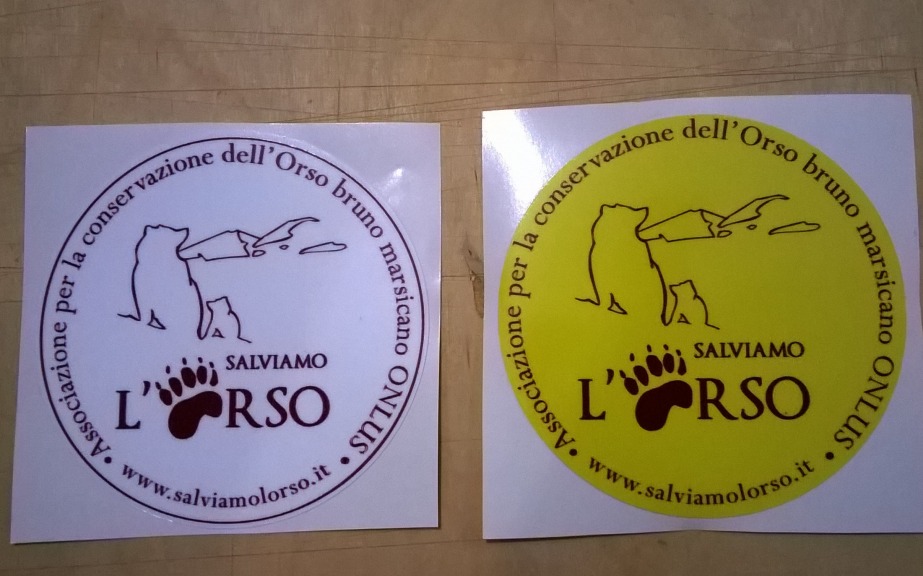 Associazione per la conservazione dell'Orso bruno marsicano ONLUS
SALVIAMO
L'ORSO
• www.salviamolorso.it •
Associazione per la conservazione dell'Orso bruno marsicano ONLUS
SALVIAMO
L'ORSO
• www.salviamolorso.it •